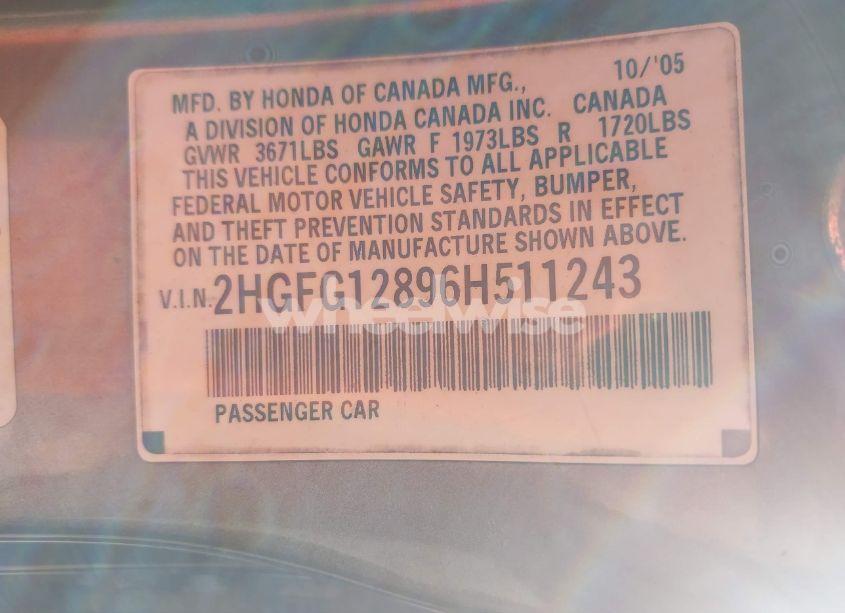 MFD. BY HONDA OF CANADA MFG., 10/'05
A DIVISION OF HONDA CANADA INC. CANADA
GVWR 3671LBS GAWR F 1973LBS R 1720LBS
THIS VEHICLE CONFORMS TO ALL APPLICABLE
FEDERAL MOTOR VEHICLE SAFETY, BUMPER,
AND THEFT PREVENTION STANDARDS IN EFFECT
ON THE DATE OF MANUFACTURE SHOWN ABOVE.
V.I.N. 2HGFG12896H511243
wheelwise
PASSENGER CAR